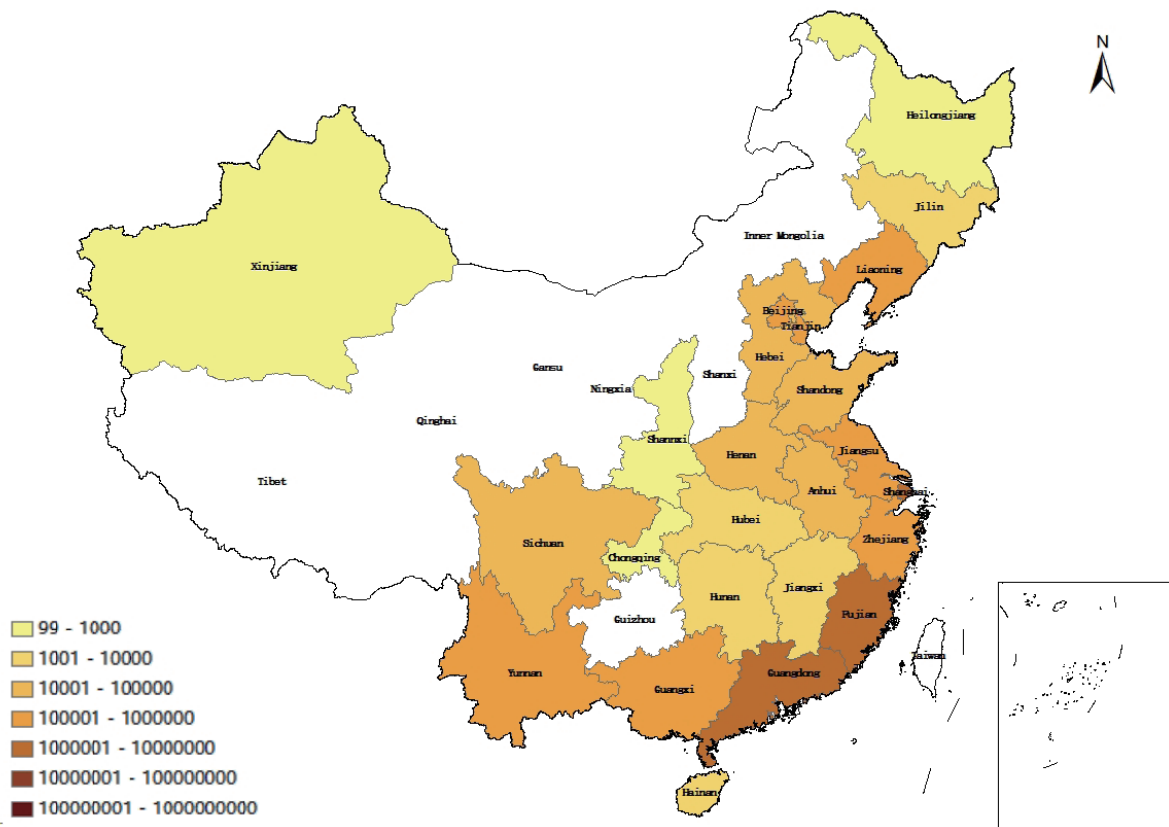 N
Heilongjiang
Jilin
Inner Mongolia
Liaoning
Xinjiang
Beijing
Tianjin
Hebei
Gansu
Shanxi
Ningxia
Shandong
Qinghai
Shannxi
Henan
Jiangsu
Tibet
Anhui
Shanghai
Hubei
Zhejiang
Sichuan
Chongqing
Jiangxi
Hunan
Fujian
Guizhou
Taiwan
Yunnan
Guangdong
Guangxi
Hainan
99 - 1000
1001 - 10000
10001 - 100000
100001 - 1000000
1000001 - 10000000
10000001 - 100000000
100000001 - 1000000000